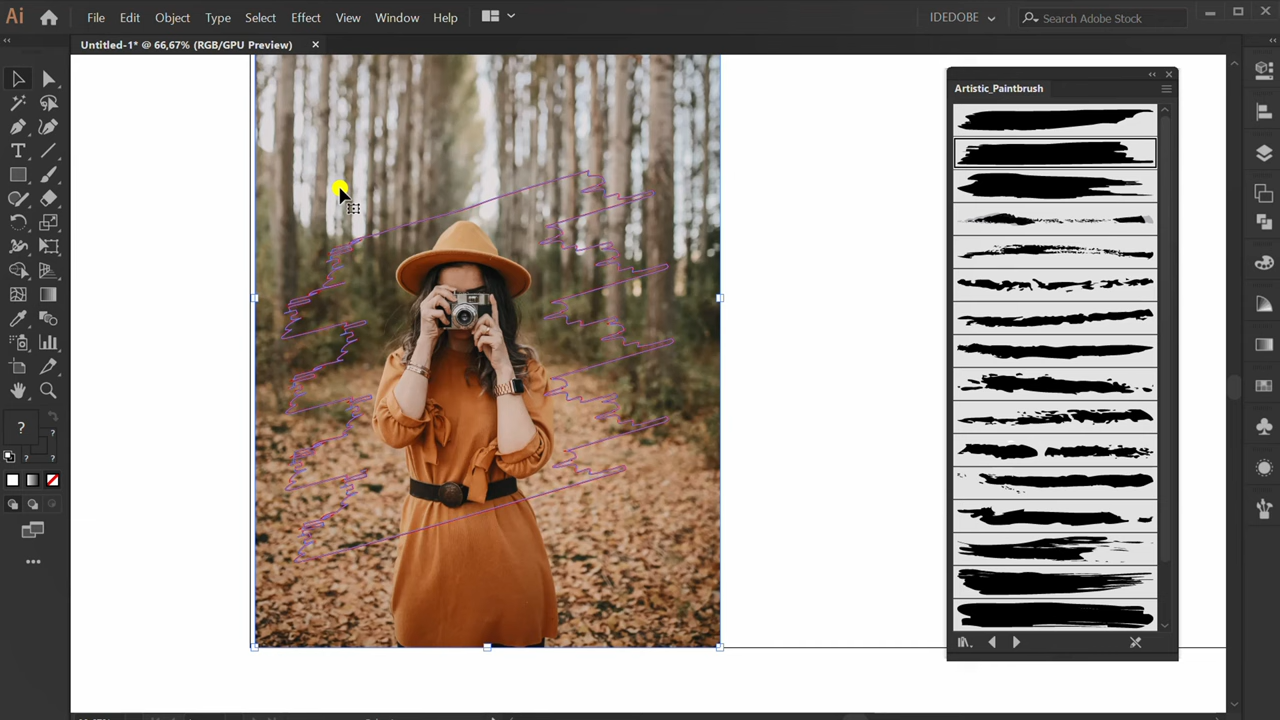 Ai File Edit Object Type Select Effect View Window Help IDEDOBE Search Adobe Stock
Untitled-1* @ 66,67% (RGB/GPU Preview)
Artistic_Paintbrush
T
?
?
? ?